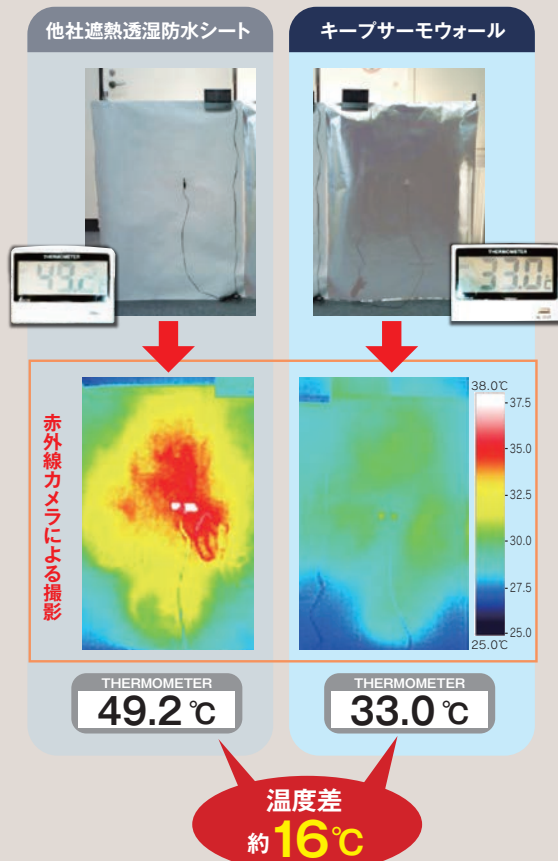 他社遮熱透湿防水シート
キープサーモウォール
THERMOMETER
49.2
THERMOMETER
33.0
赤外線カメラによる撮影
38.0℃
37.5
35.0
32.5
30.0
27.5
25.0
25.0℃
THERMOMETER
49.2 ℃
THERMOMETER
33.0 ℃
温度差
約16℃